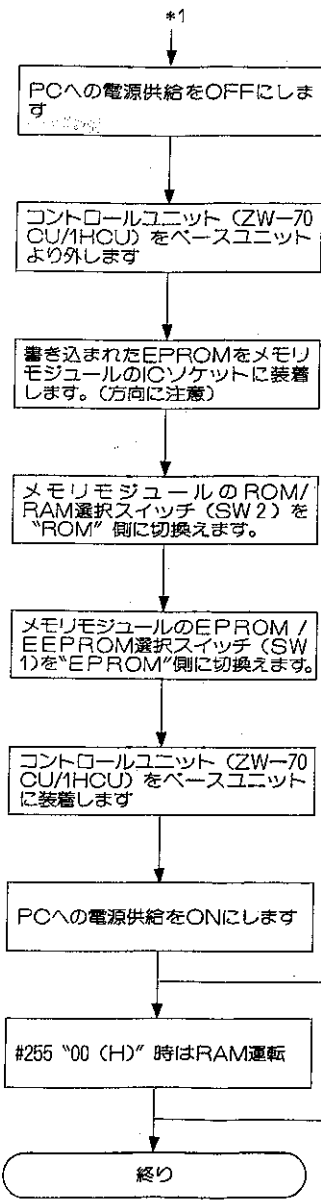 *1
PCへの電源供給をOFFにしま
す
コントロールユニット（ZW－70
CU/1HCU）をベースユニット
より外します
書き込まれたEPROMをメモリ
モジュールのICソケットに装着
します。（方向に注意）
メモリモジュールのROM/
RAM選択スイッチ（SW2）を
“ROM”側に切換えます。
メモリモジュールのEPROM/
EEPROM選択スイッチ（SW
1）を“EPROM”側に切換えます。
コントロールユニット（ZW－70
CU/1HCU）をベースユニット
に装着します
PCへの電源供給をONにします
#255 “00（H）”時はRAM運転
終り